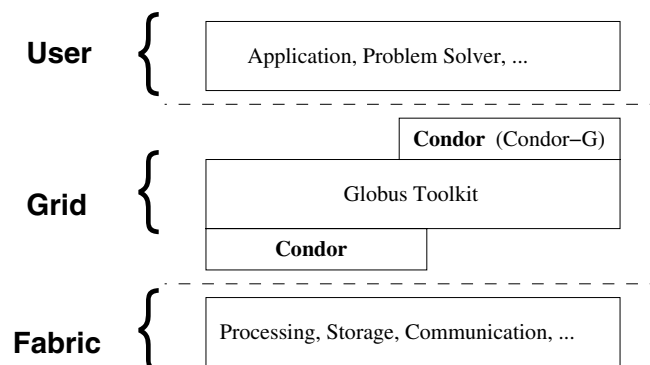 User
Application, Problem Solver, ...
Condor (Condor−G)
Grid
Globus Toolkit
Condor
Fabric
Processing, Storage, Communication, ...